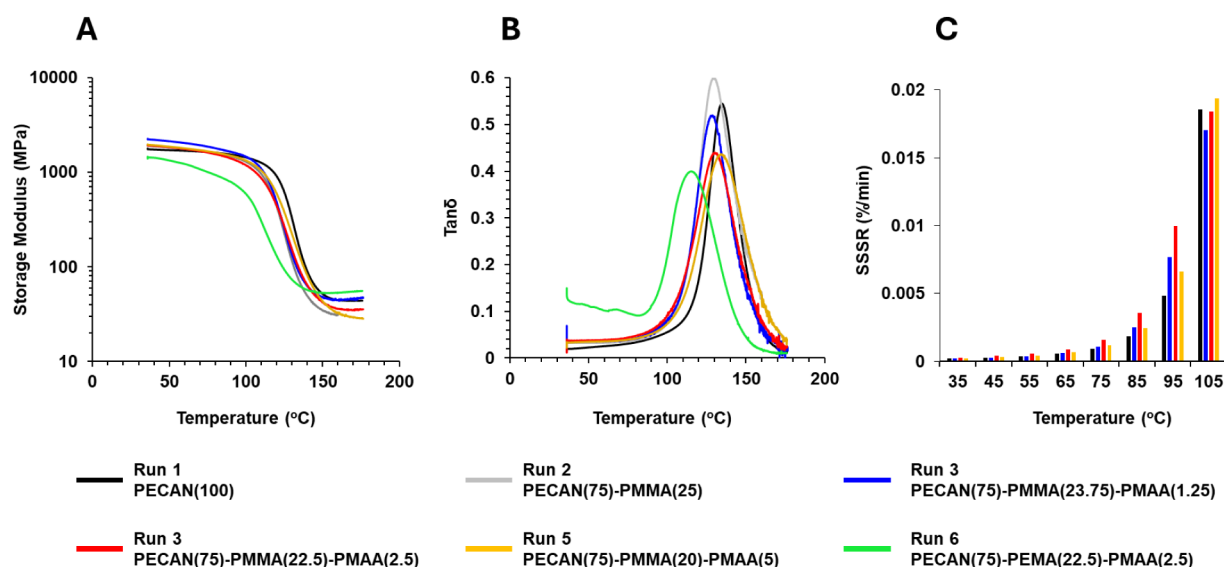 A
B
C
10000
1000
100
10
0
50
100
150
200
Storage Modulus (MPa)
Temperature (oC)
0.6
0.5
0.4
0.3
0.2
0.1
0
0
50
100
150
200
Tanδ
Temperature (oC)
0.02
0.015
0.01
0.005
0
35
45
55
65
75
85
95
105
SSSR (%/min)
Temperature (oC)
Run 1
PECAN(100)
Run 2
PECAN(75)-PMMA(25)
Run 3
PECAN(75)-PMMA(23.75)-PMAA(1.25)
Run 3
PECAN(75)-PMMA(22.5)-PMAA(2.5)
Run 5
PECAN(75)-PMMA(20)-PMAA(5)
Run 6
PECAN(75)-PEMA(22.5)-PMAA(2.5)